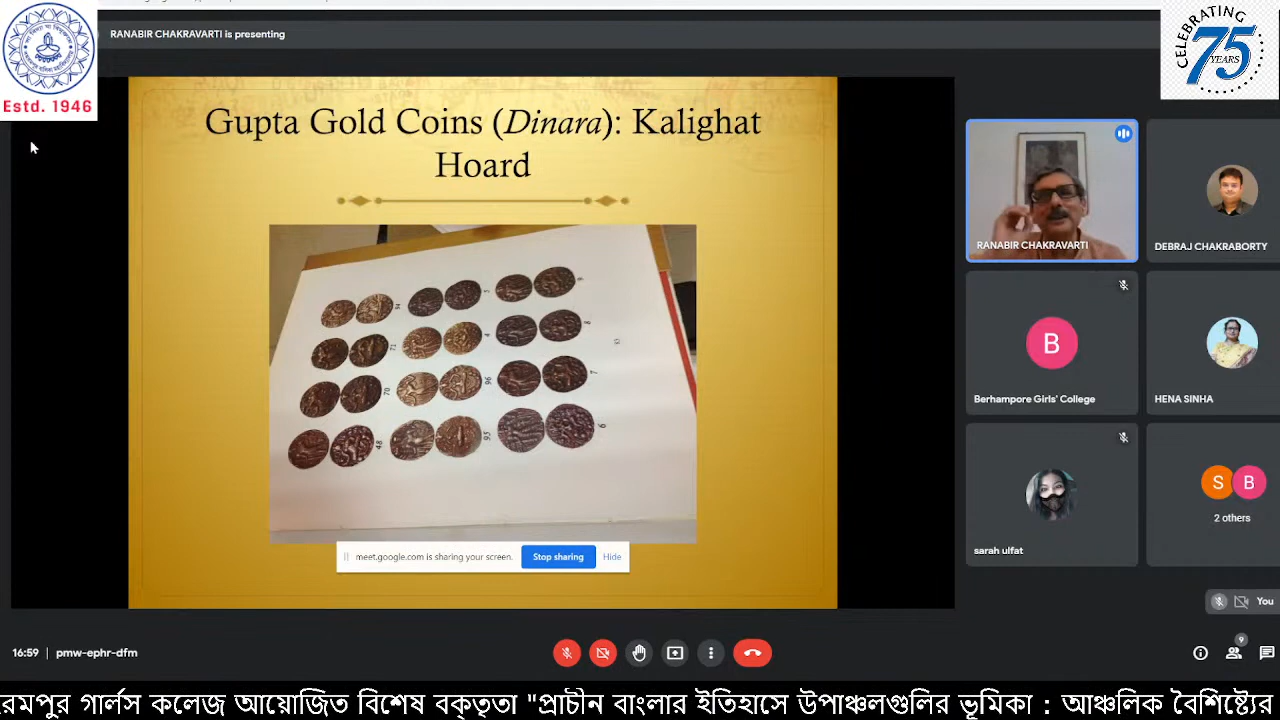 RANABIR CHAKRAVARTI is presenting
Estd. 1946
CELEBRATING
75
YEARS
Gupta Gold Coins (Dinara): Kalighat
Hoard
RANABIR CHAKRAVARTI
DEBRAJ CHAKRABORTY
B
Berhampore Girls' College
HENA SINHA
sarah ulfat
S B
2 others
meet.google.com is sharing your screen. Stop sharing Hide
You
16:59 | pmw-ephr-dfm
9
রমপুর গার্লস কলেজ আয়োজিত বিশেষ বক্তৃতা "প্রাচীন বাংলার ইতিহাসে উপাঞ্চলগুলির ভূমিকা : আঞ্চলিক বৈশিষ্ট্যের